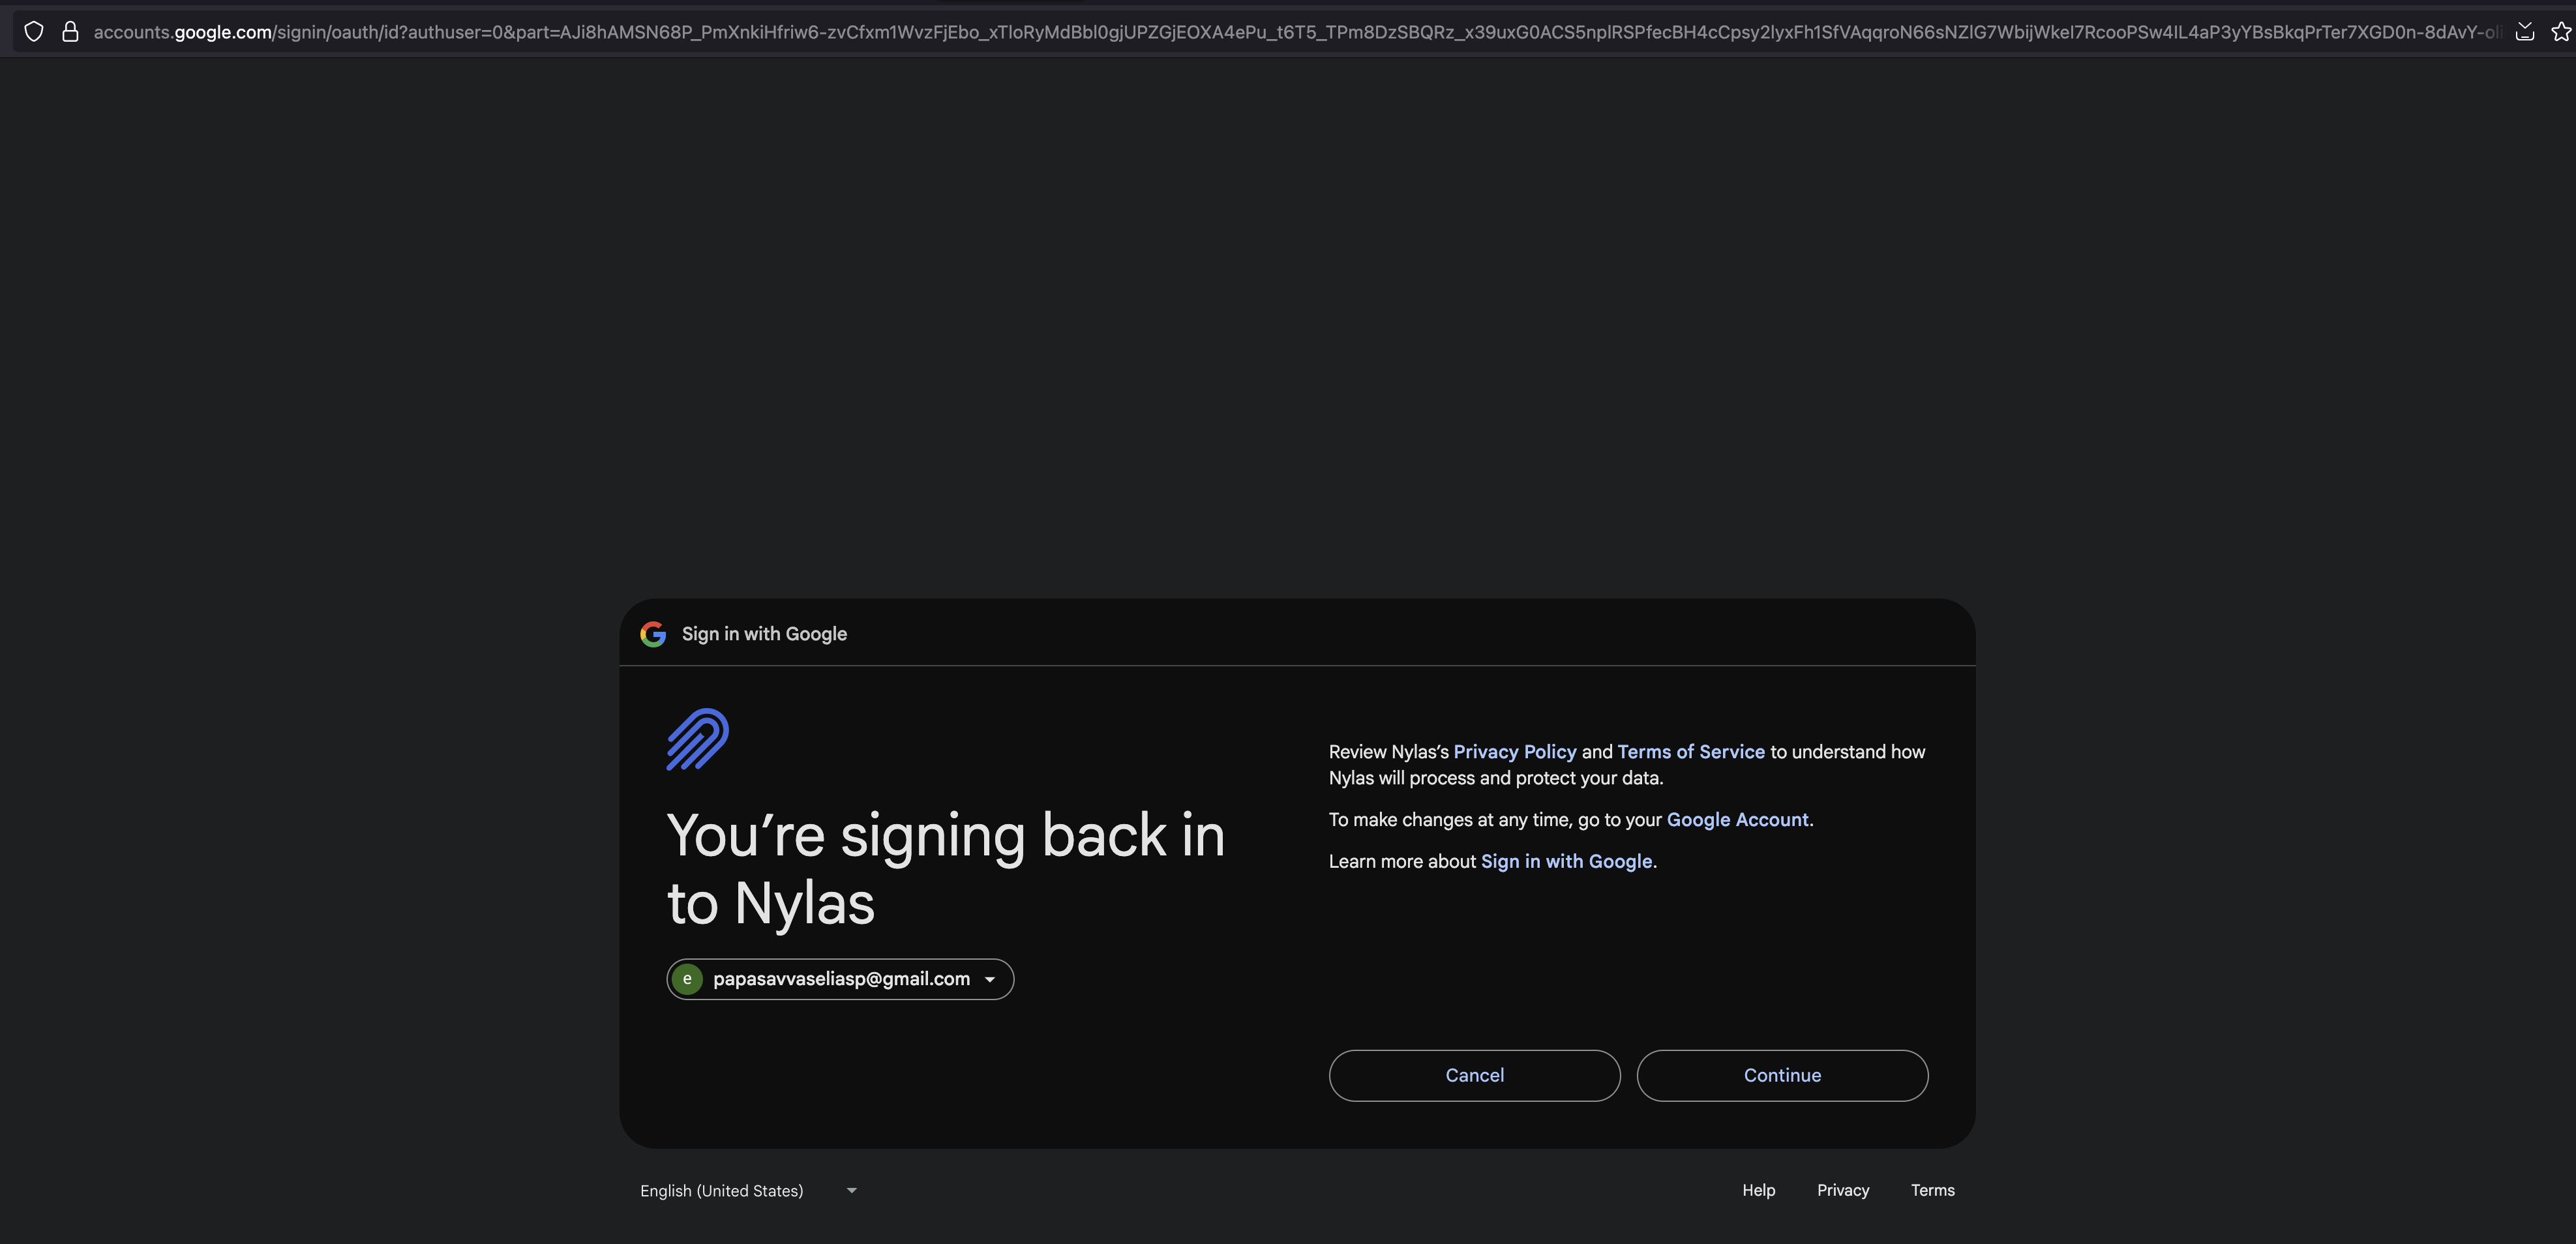 accounts.google.com/signin/oauth/id?authuser=0&part=AJi8hAMSN68P_PmXnkiHfriw6-zvCfxm1WvzFjEbo_xTloRyMdBbl0gjUPZGjEOXA4ePu_t6T5_TPm8DzSBQRz_x39uxG0ACS5nplRSPfecBH4cCpsy2lyxFh1SfVAqqroN66sNZlG7WbijWkel7RcooPSw4lL4aP3yYBsBkqPrTer7XGD0n-8dAvY-oli
Sign in with Google
You’re signing back in
to Nylas
e papasavvaseliasp@gmail.com
Review Nylas’s Privacy Policy and Terms of Service to understand how
Nylas will process and protect your data.
To make changes at any time, go to your Google Account.
Learn more about Sign in with Google.
Cancel Continue
English (United States)
Help Privacy Terms